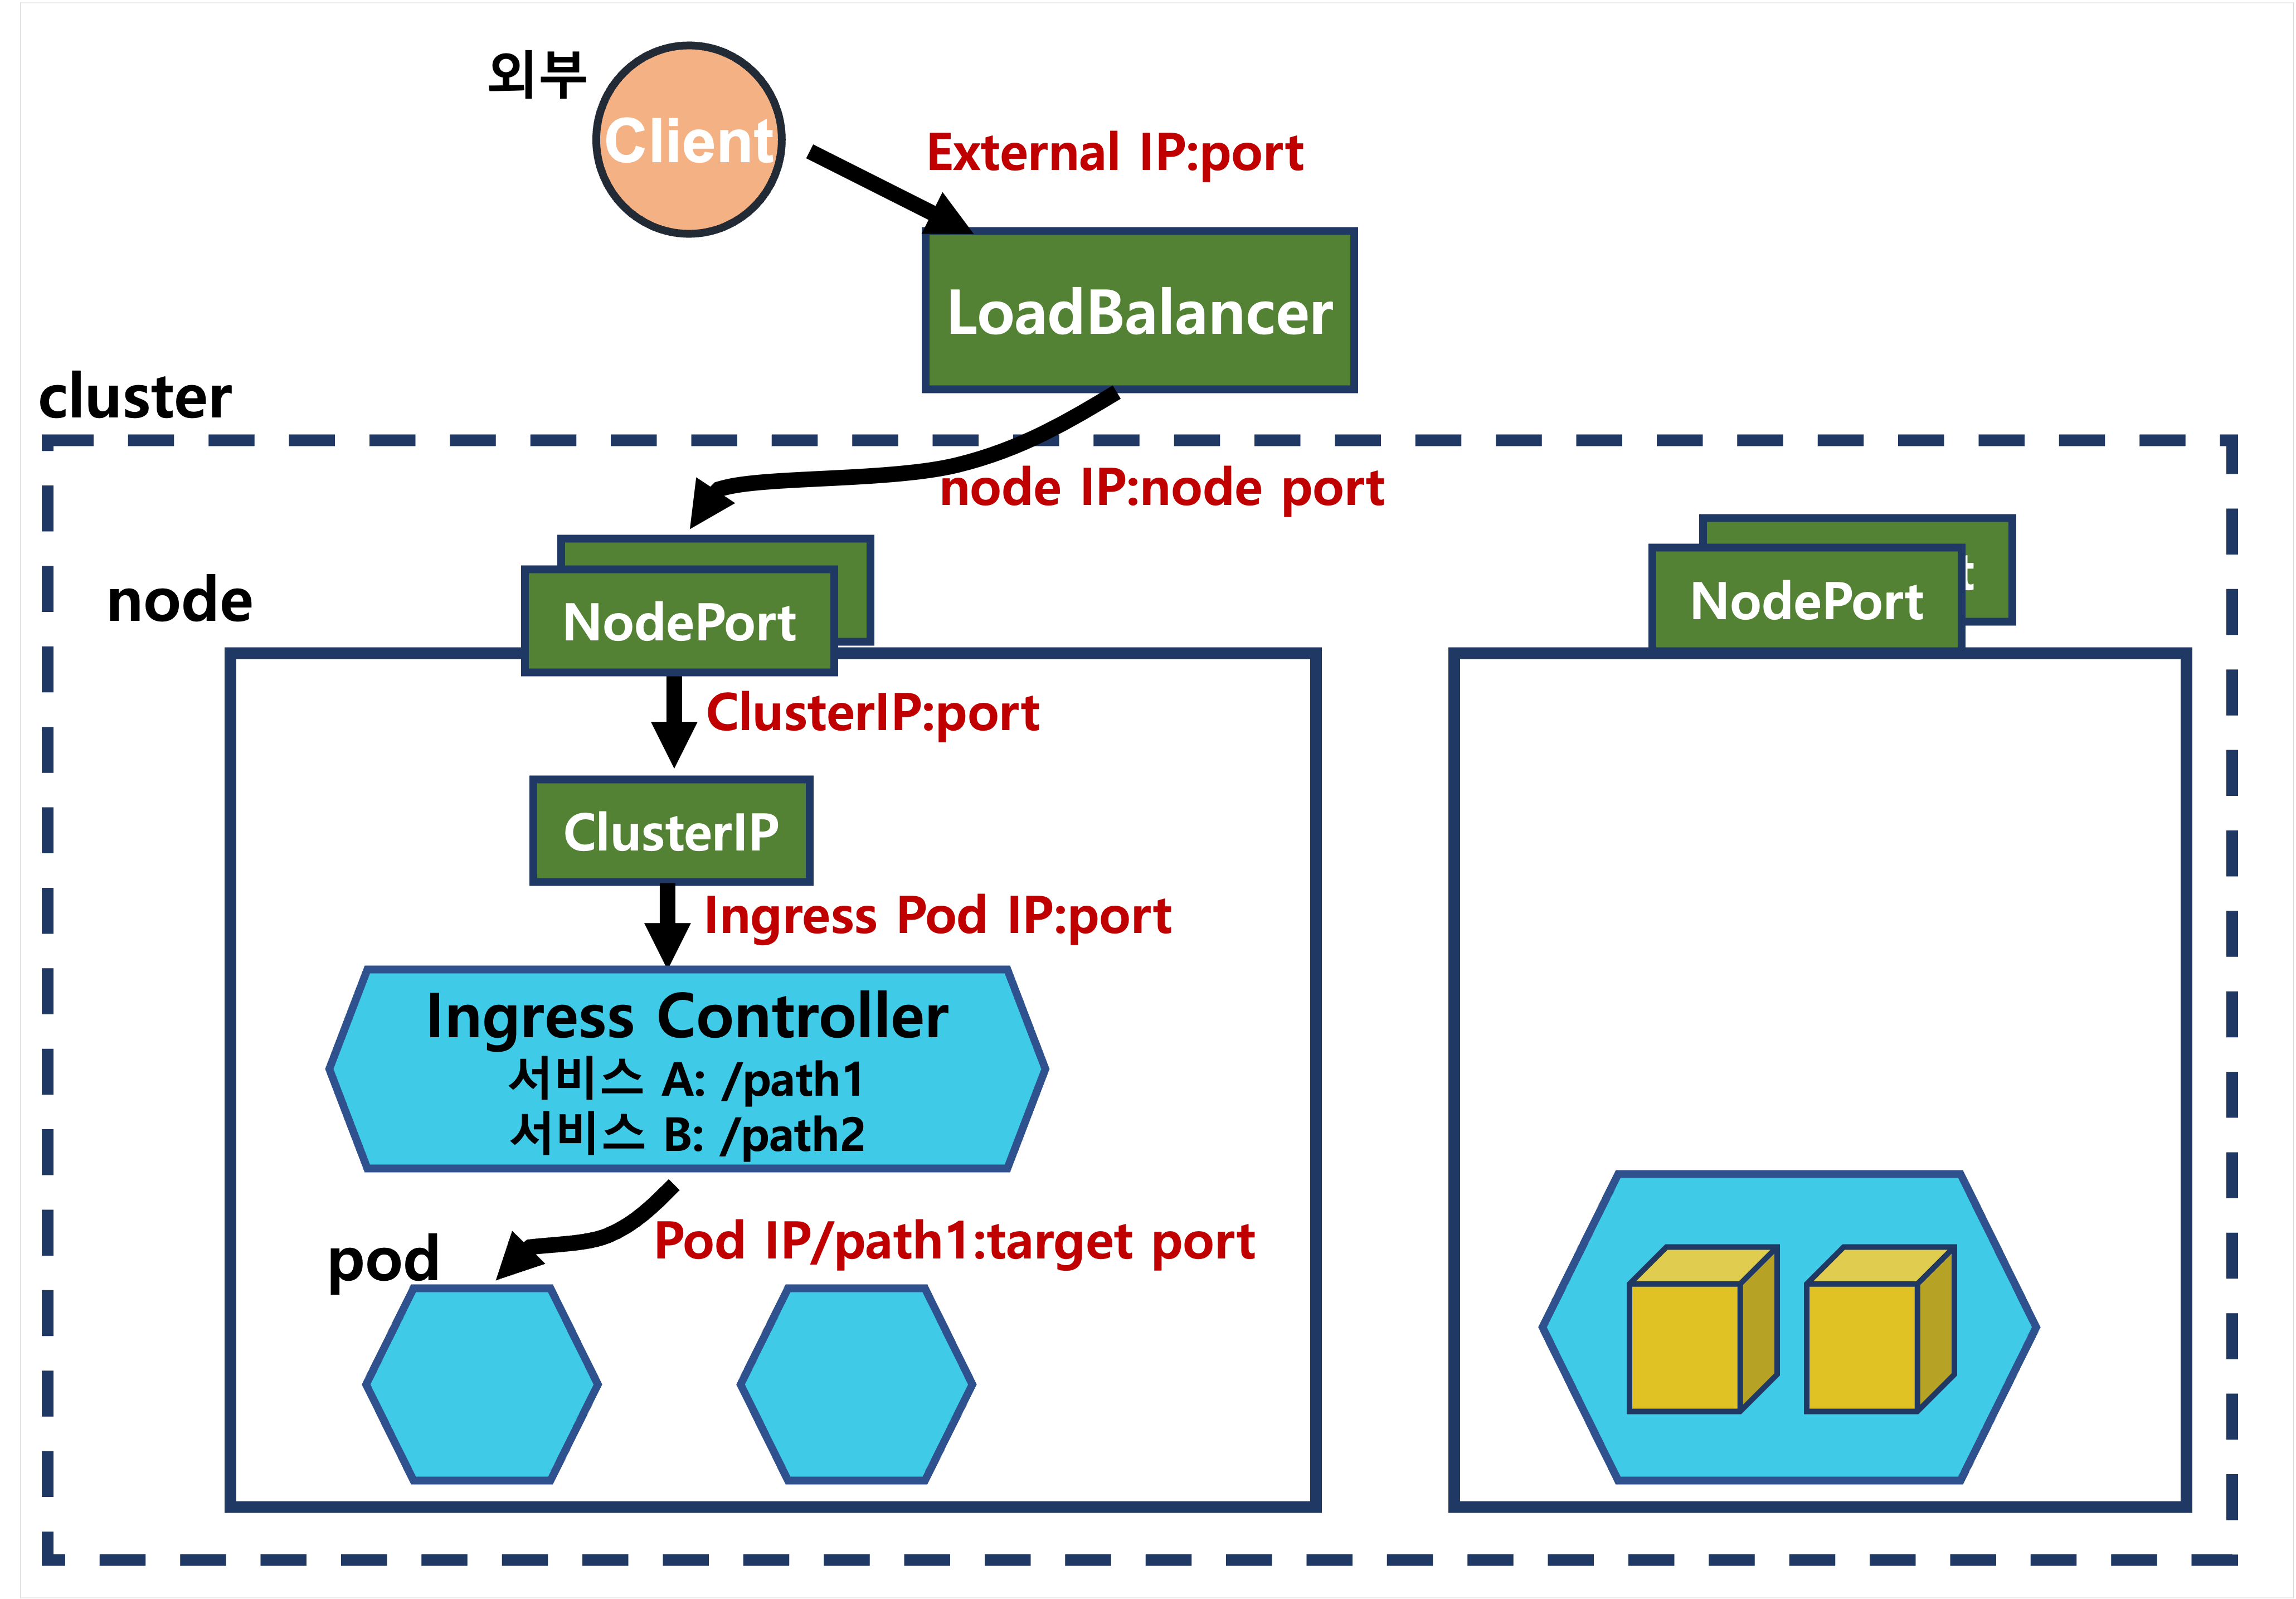 외부
Client
External IP:port
LoadBalancer
cluster
node IP:node port
node
NodePort
NodePort
t
ClusterIP:port
ClusterIP
Ingress Pod IP:port
Ingress Controller
서비스 A: /path1
서비스 B: /path2
pod
Pod IP/path1:target port